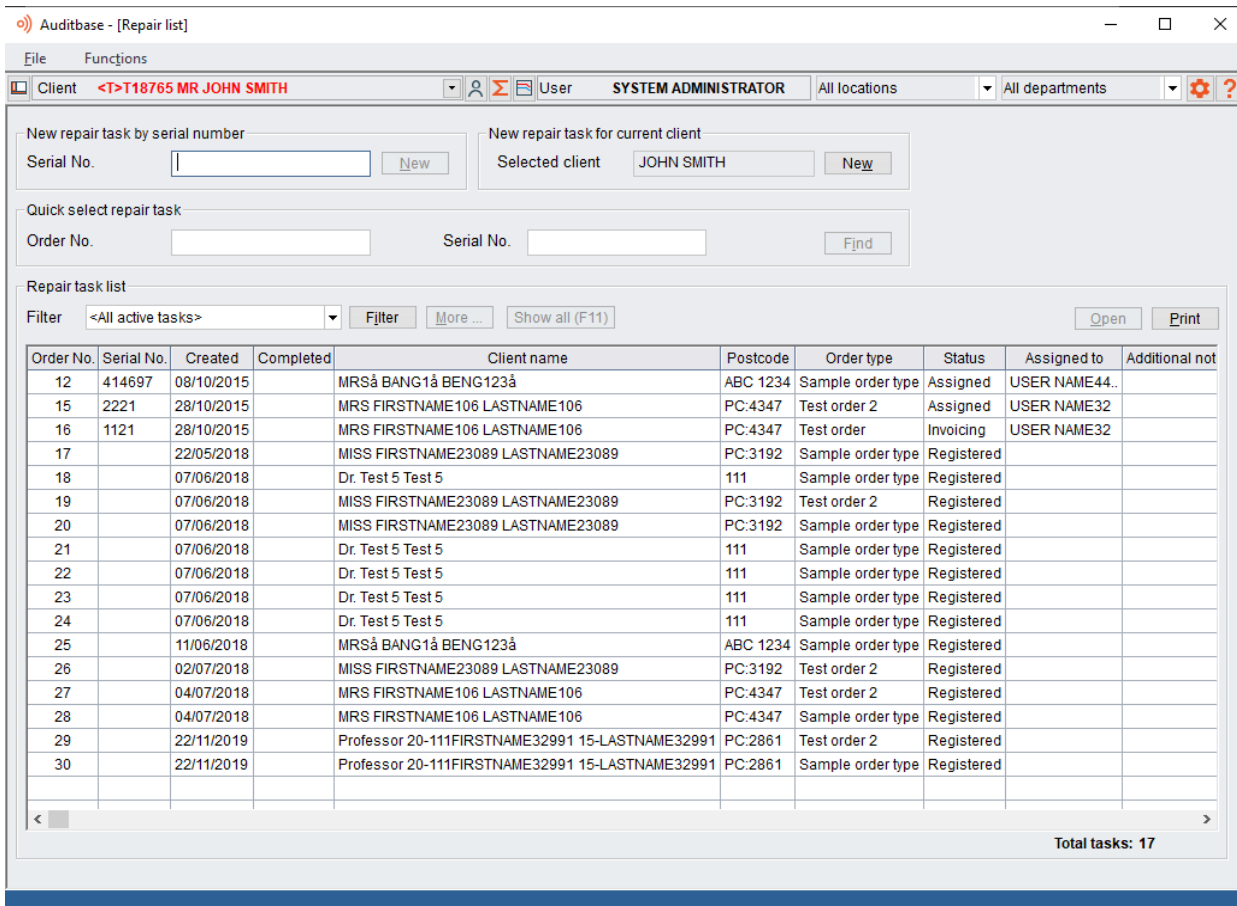 Auditbase - [Repair list]
File Functions
Client <T>T18765 MR JOHN SMITH User SYSTEM ADMINISTRATOR All locations All departments
New repair task by serial number New repair task for current client
Serial No. New Selected client JOHN SMITH New
Quick select repair task
Order No. Serial No. Find
Repair task list
Filter <All active tasks> Filter More ... Show all (F11) Open Print
Order No. Serial No. Created Completed Client name Postcode Order type Status Assigned to Additional not
12 414697 08/10/2015 MRSå BANG1å BENG123å ABC 1234 Sample order type Assigned USER NAME44..
15 2221 28/10/2015 MRS FIRSTNAME106 LASTNAME106 PC:4347 Test order 2 Assigned USER NAME32
16 1121 28/10/2015 MRS FIRSTNAME106 LASTNAME106 PC:4347 Test order Invoicing USER NAME32
17 22/05/2018 MISS FIRSTNAME23089 LASTNAME23089 PC:3192 Sample order type Registered
18 07/06/2018 Dr. Test 5 Test 5 111 Sample order type Registered
19 07/06/2018 MISS FIRSTNAME23089 LASTNAME23089 PC:3192 Test order 2 Registered
20 07/06/2018 MISS FIRSTNAME23089 LASTNAME23089 PC:3192 Sample order type Registered
21 07/06/2018 Dr. Test 5 Test 5 111 Sample order type Registered
22 07/06/2018 Dr. Test 5 Test 5 111 Sample order type Registered
23 07/06/2018 Dr. Test 5 Test 5 111 Sample order type Registered
24 07/06/2018 Dr. Test 5 Test 5 111 Sample order type Registered
25 11/06/2018 MRSå BANG1å BENG123å ABC 1234 Sample order type Registered
26 02/07/2018 MISS FIRSTNAME23089 LASTNAME23089 PC:3192 Test order 2 Registered
27 04/07/2018 MRS FIRSTNAME106 LASTNAME106 PC:4347 Test order 2 Registered
28 04/07/2018 MRS FIRSTNAME106 LASTNAME106 PC:4347 Sample order type Registered
29 22/11/2019 Professor 20-111FIRSTNAME32991 15-LASTNAME32991 PC:2861 Test order 2 Registered
30 22/11/2019 Professor 20-111FIRSTNAME32991 15-LASTNAME32991 PC:2861 Sample order type Registered
Total tasks: 17